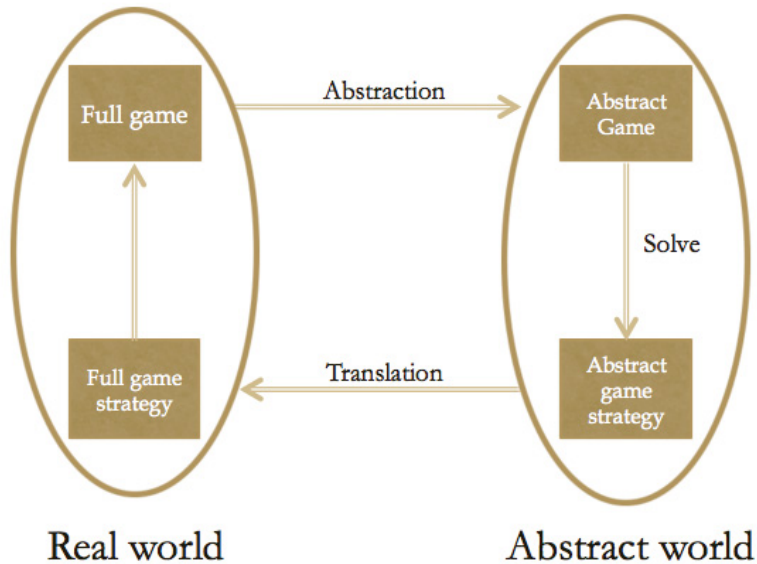 Full game
Abstraction
Abstract
Game
Solve
Full game
strategy
Translation
Abstract
game
strategy
Real world
Abstract world